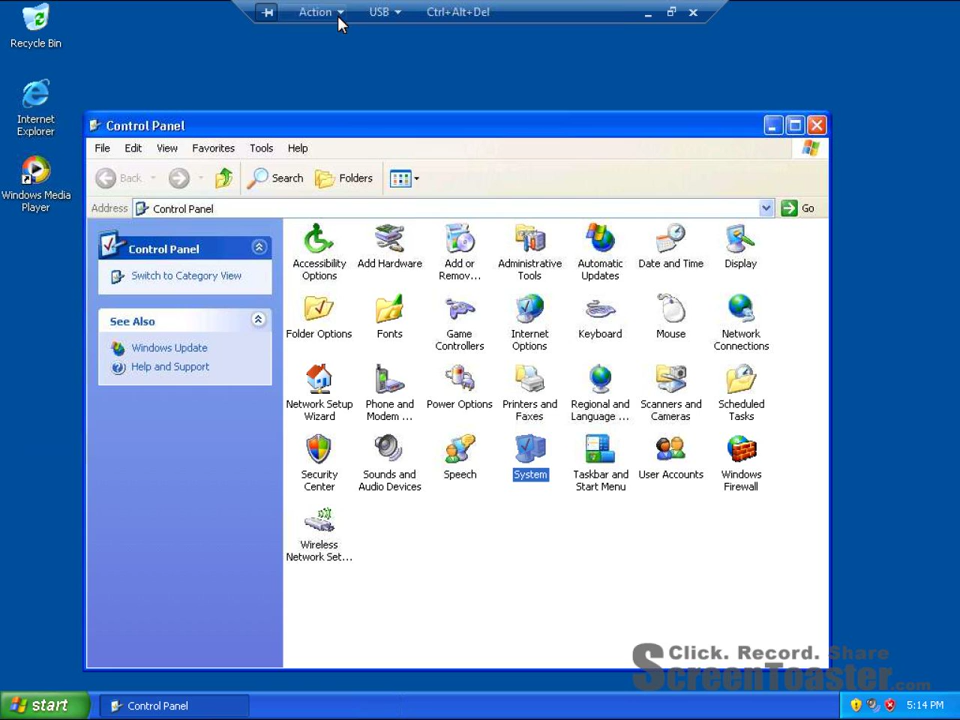 Action
USB
Ctrl+Alt+Del
Recycle Bin
Internet
Explorer
Windows Media
Player
Control Panel
File
Edit
View
Favorites
Tools
Help
Back
Search
Folders
Address
Control Panel
Go
Control Panel
Switch to Category View
See Also
Windows Update
Help and Support
Accessibility
Options
Add Hardware
Add or
Remov...
Administrative
Tools
Automatic
Updates
Date and Time
Display
Folder Options
Fonts
Game
Controllers
Internet
Options
Keyboard
Mouse
Network
Connections
Network Setup
Wizard
Phone and
Modem ...
Power Options
Printers and
Faxes
Regional and
Language ...
Scanners and
Cameras
Scheduled
Tasks
Security
Center
Sounds and
Audio Devices
Speech
System
Taskbar and
Start Menu
User Accounts
Windows
Firewall
Wireless
Network Set...
Click. Record. Share
ScreenToaster.com
start
Control Panel
5:14 PM